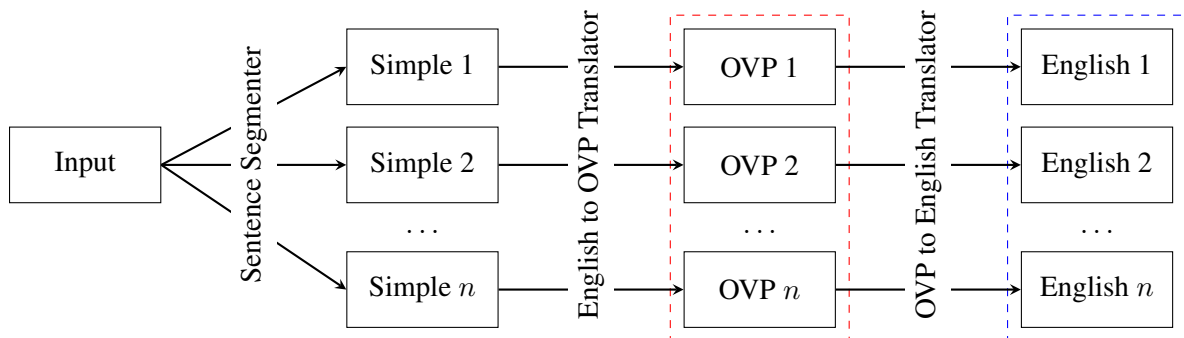 Input
Sentence Segmenter
Simple 1
Simple 2
. . .
Simple n
English to OVP Translator
OVP 1
OVP 2
. . .
OVP n
OVP to English Translator
English 1
English 2
. . .
English n